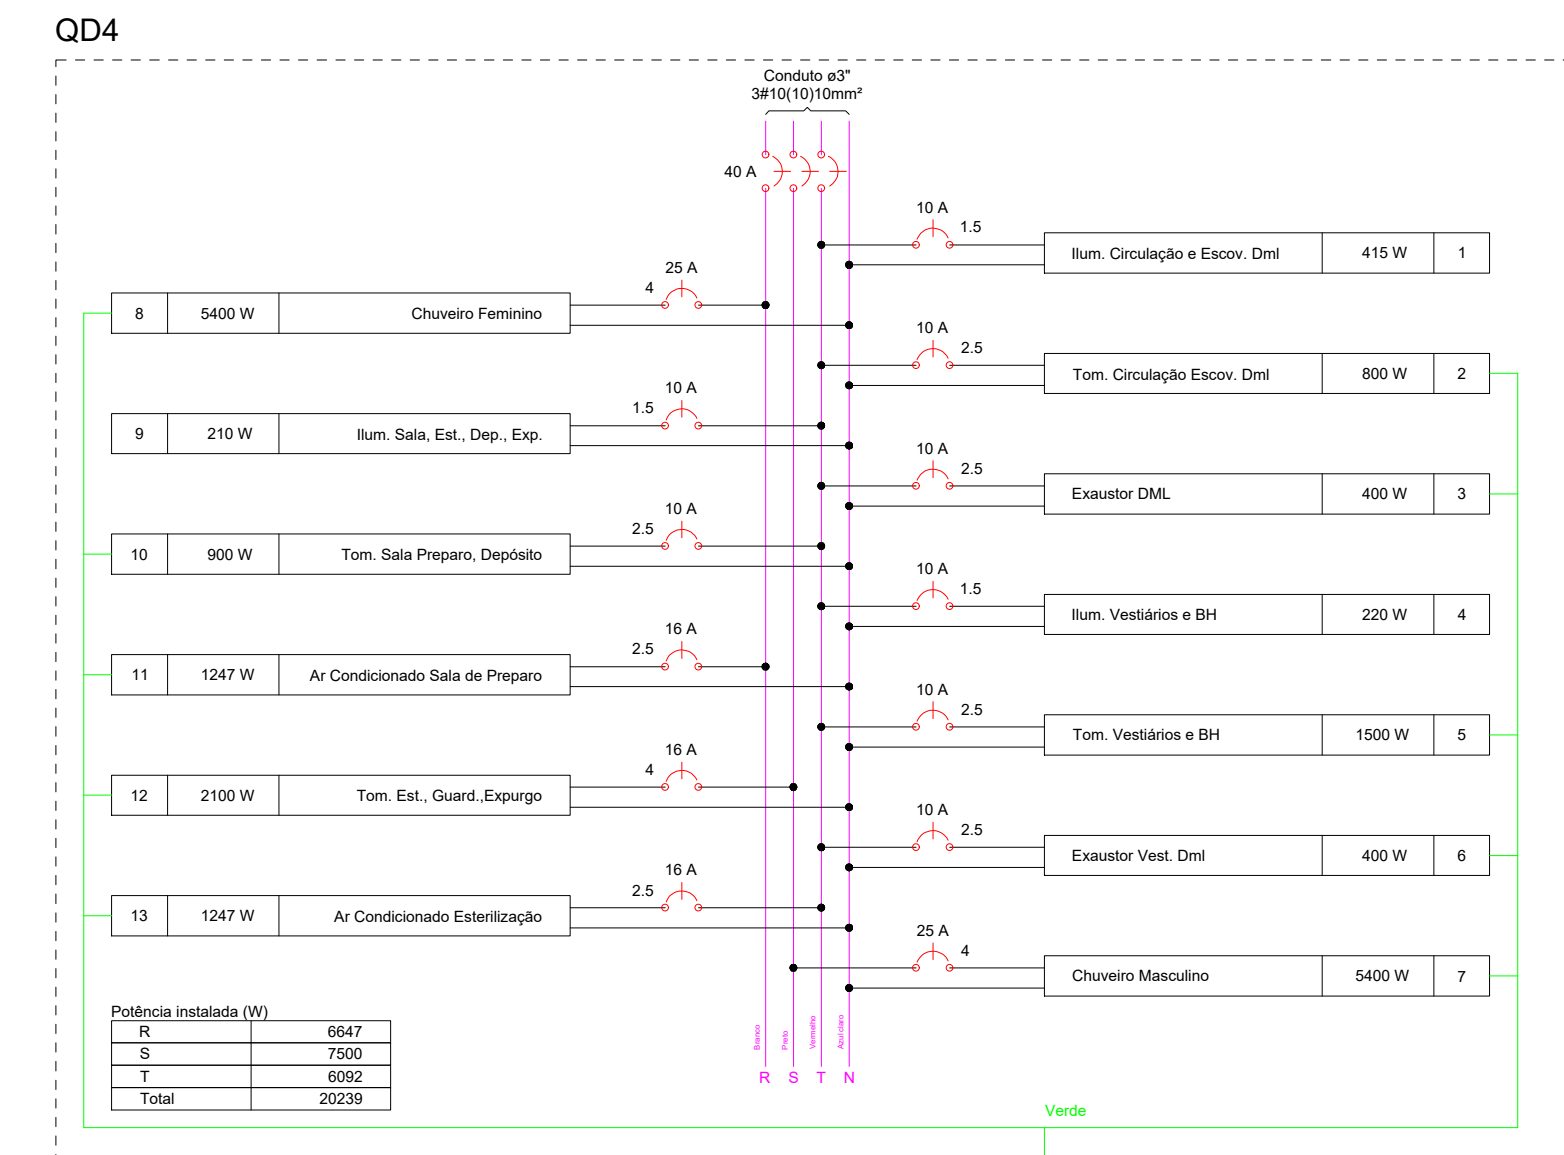 QD4
Conduto ø3"
3#10(10)10mm²
40 A
10 A
1.5
Ilum. Circulação e Escov. Dml 415 W 1
25 A
4
8 5400 W Chuveiro Feminino
10 A
2.5
Tom. Circulação Escov. Dml 800 W 2
10 A
1.5
9 210 W Ilum. Sala, Est., Dep., Exp.
10 A
2.5
Exaustor DML 400 W 3
10 A
2.5
10 900 W Tom. Sala Preparo, Depósito
10 A
1.5
Ilum. Vestiários e BH 220 W 4
16 A
2.5
11 1247 W Ar Condicionado Sala de Preparo
10 A
2.5
Tom. Vestiários e BH 1500 W 5
16 A
4
12 2100 W Tom. Est., Guard.,Expurgo
10 A
2.5
Exaustor Vest. Dml 400 W 6
16 A
2.5
13 1247 W Ar Condicionado Esterilização
25 A
4
Chuveiro Masculino 5400 W 7
Potência instalada (W)
R 6647
S 7500
T 6092
Total 20239
Branco
Preto
Vermelho
Azul claro
R S T N
Verde